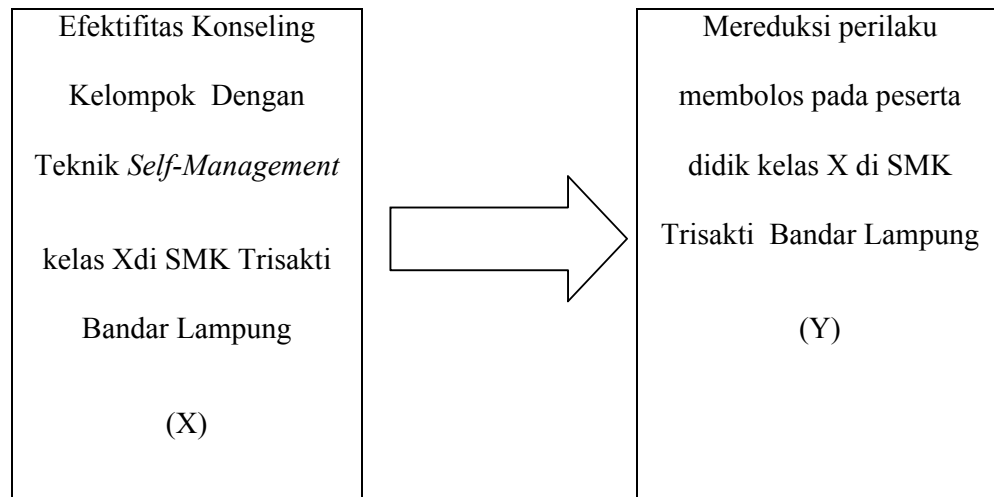 Efektifitas Konseling
Kelompok Dengan
Teknik Self-Management
kelas Xdi SMK Trisakti
Bandar Lampung
(X)
Mereduksi perilaku
membolos pada peserta
didik kelas X di SMK
Trisakti Bandar Lampung
(Y)